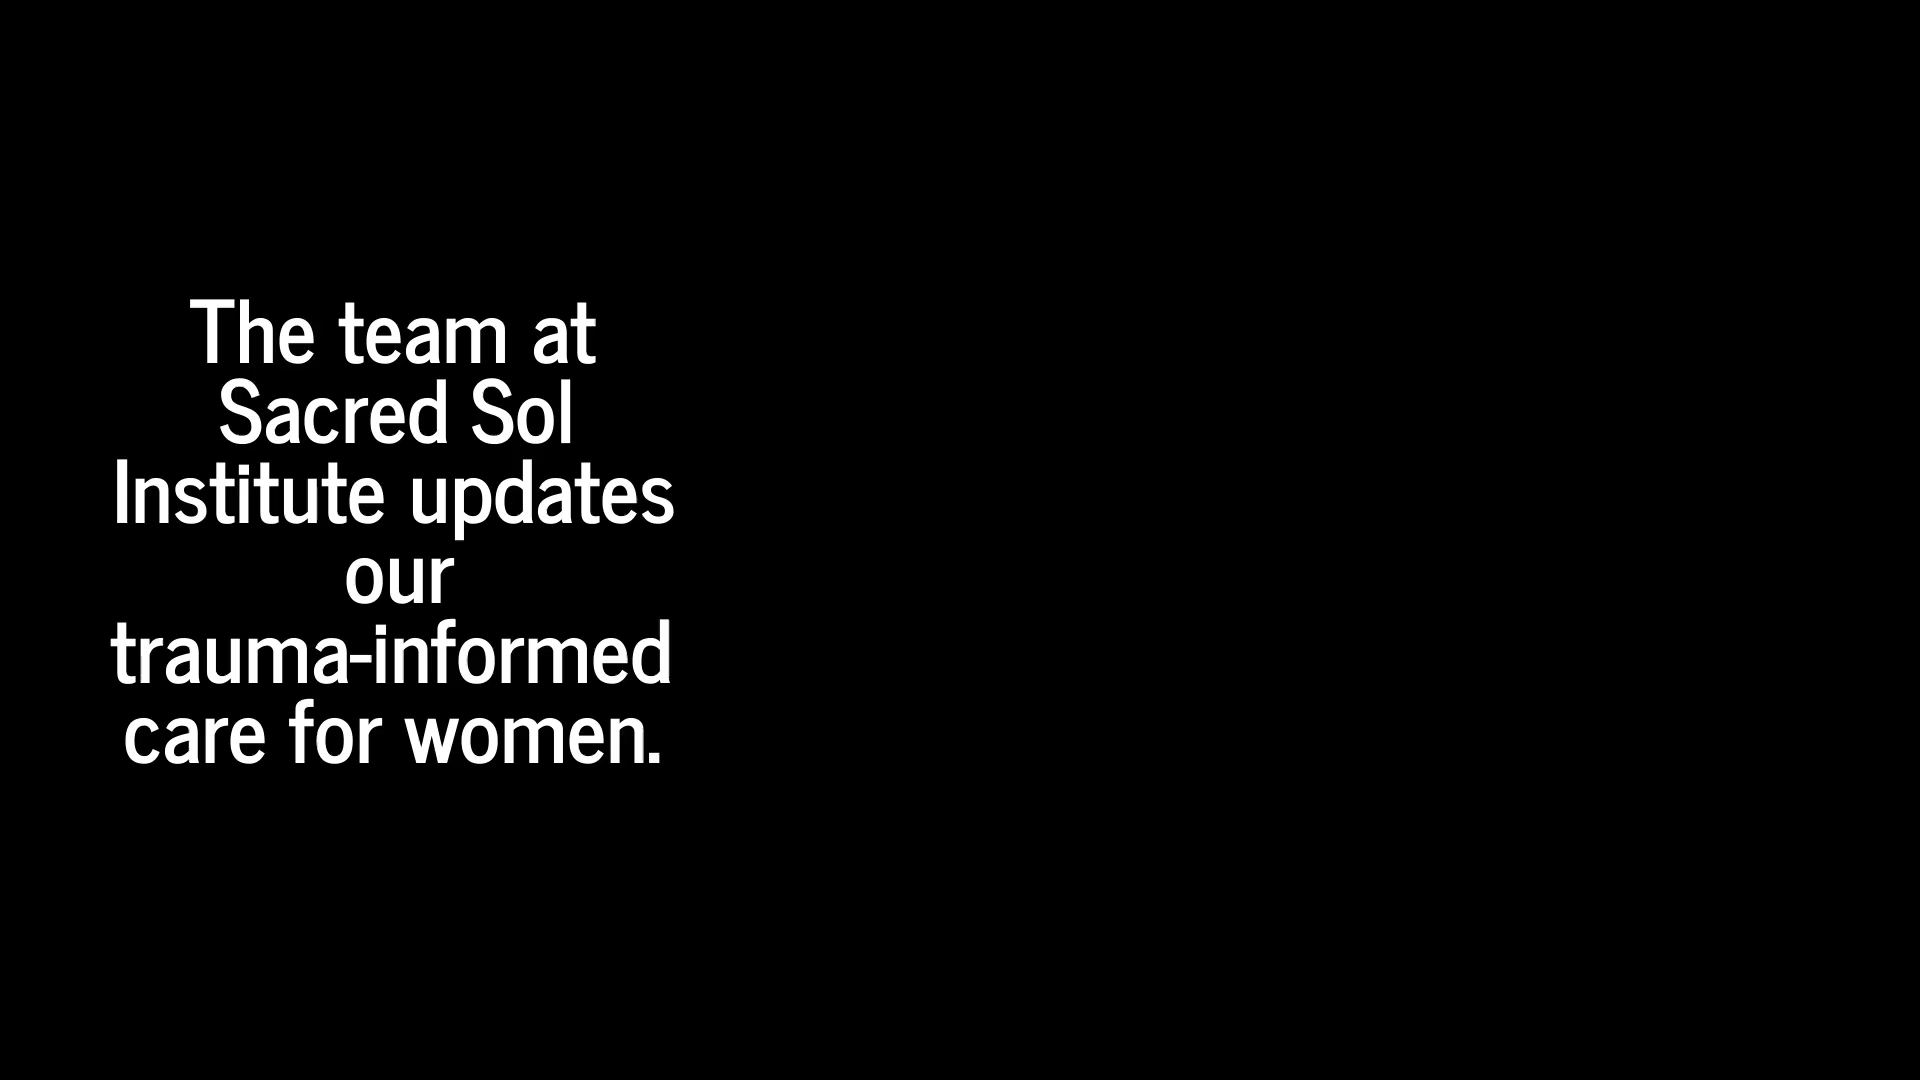 The team at
Sacred Sol
Institute updates
our
trauma-informed
care for women.